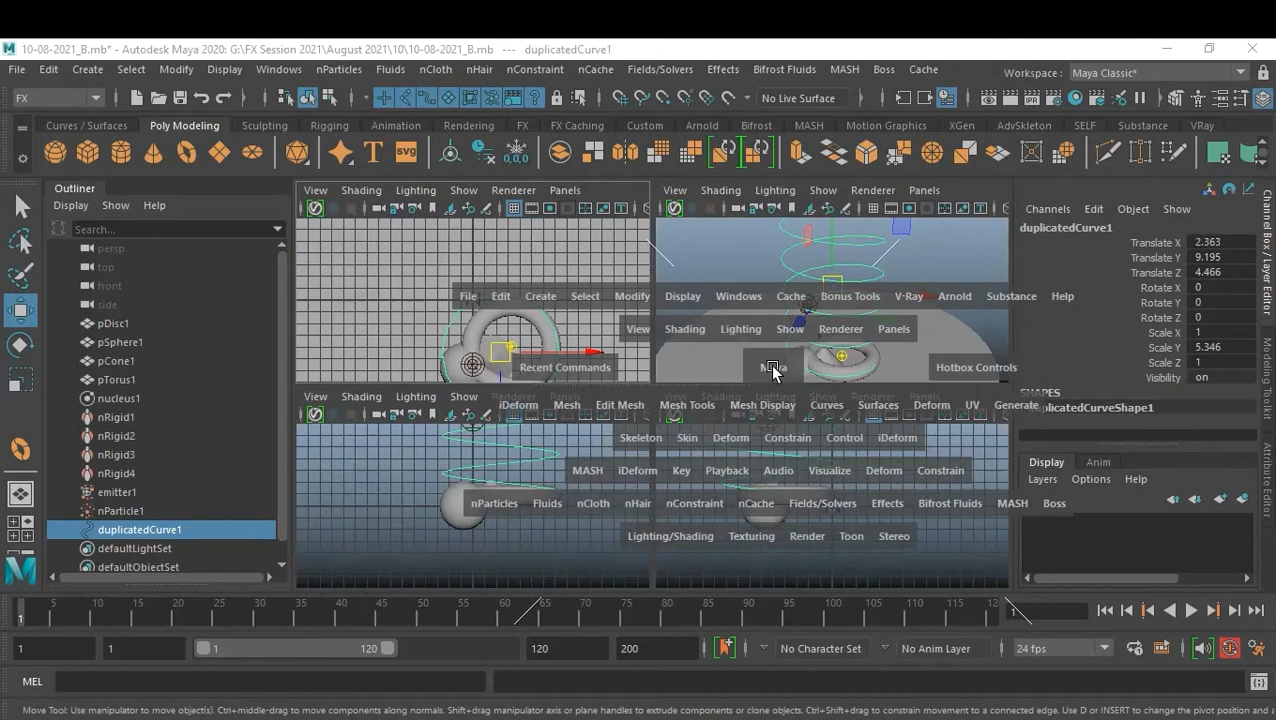 10-08-2021_B.mb* - Autodesk Maya 2020: G:\FX Session 2021\August 2021\10\10-08-2021_B.mb --- duplicatedCurve1
File Edit Create Select Modify Display Windows nParticles Fluids nCloth nHair nConstraint nCache Fields/Solvers Effects Bifrost Fluids MASH Boss Cache Workspace : Maya Classic*
FX No Live Surface
Curves / Surfaces Poly Modeling Sculpting Rigging Animation Rendering FX FX Caching Custom Arnold Bifrost MASH Motion Graphics XGen AdvSkeleton SELF Substance VRay
Outliner
Display Show Help
Search...
persp
top
front
side
pDisc1
pSphere1
pCone1
pTorus1
nucleus1
nRigid1
nRigid2
nRigid3
nRigid4
emitter1
nParticle1
duplicatedCurve1
defaultLightSet
defaultObjectSet
View Shading Lighting Show Renderer Panels
View Shading Lighting Show Renderer Panels
File Edit Create Select Modify Display Windows Cache Bonus Tools V-Ray Arnold Substance Help
View Shading Lighting Show Renderer Panels
Recent Commands Hotbox Controls
View Shading Lighting Show Renderer Panels
iDeform Mesh Edit Mesh Mesh Tools Mesh Display Curves Surfaces Deform UV Generate
Skeleton Skin Deform Constrain Control iDeform
MASH iDeform Key Playback Audio Visualize Deform Constrain
nParticles Fluids nCloth nHair nConstraint nCache Fields/Solvers Effects Bifrost Fluids MASH Boss
Lighting/Shading Texturing Render Toon Stereo
Channels Edit Object Show
duplicatedCurve1
Translate X 2.363
Translate Y 9.195
Translate Z 4.466
Rotate X 0
Rotate Y 0
Rotate Z 0
Scale X 1
Scale Y 5.346
Scale Z 1
Visibility on
SHAPES
duplicatedCurveShape1
Display Anim
Layers Options Help
Channel Box / Layer Editor
Modeling Toolkit
Attribute Editor
5 10 15 20 25 30 35 40 45 50 55 60 65 70 75 80 85 90 95 100 105 110 115 12
1
1
1 1 1 120 120 200 No Character Set No Anim Layer 24 fps
MEL
Move Tool: Use manipulator to move object(s). Ctrl+middle-drag to move components along normals. Shift+drag manipulator axis or plane handles to extrude components or clone objects. Ctrl+Shift+drag to constrain movement to a connected edge. Use D or INSERT to change the pivot position and a